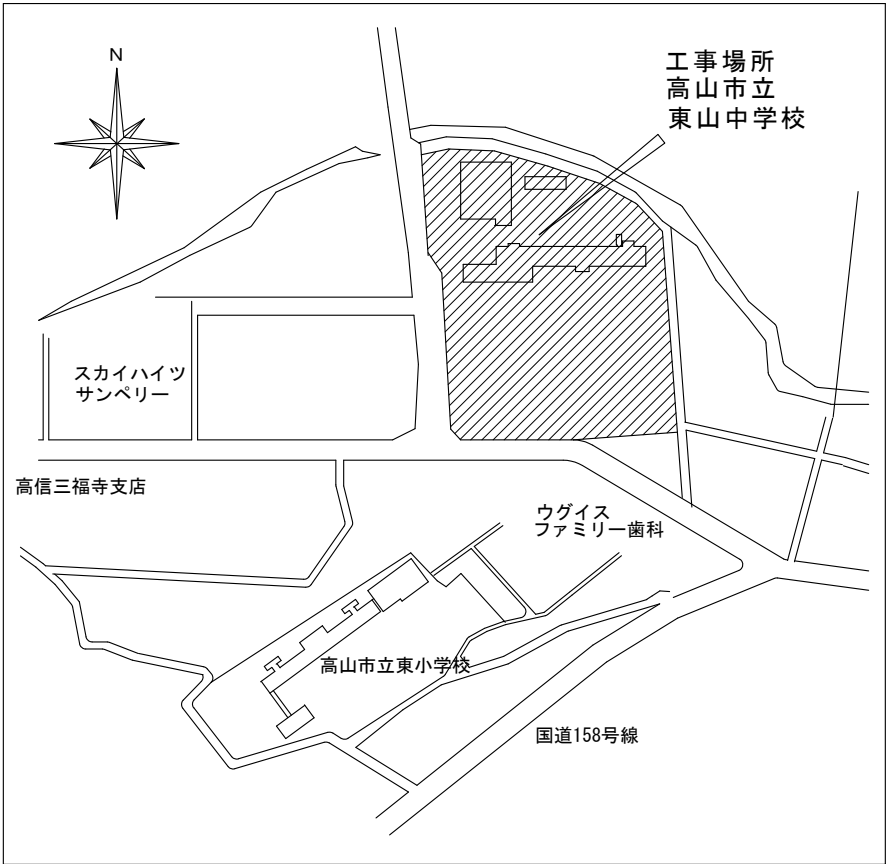 N
工事場所
高山市立
東山中学校
スカイハイツ
サンペリー
高信三福寺支店
ウグイス
ファミリー歯科
高山市立東小学校
国道158号線